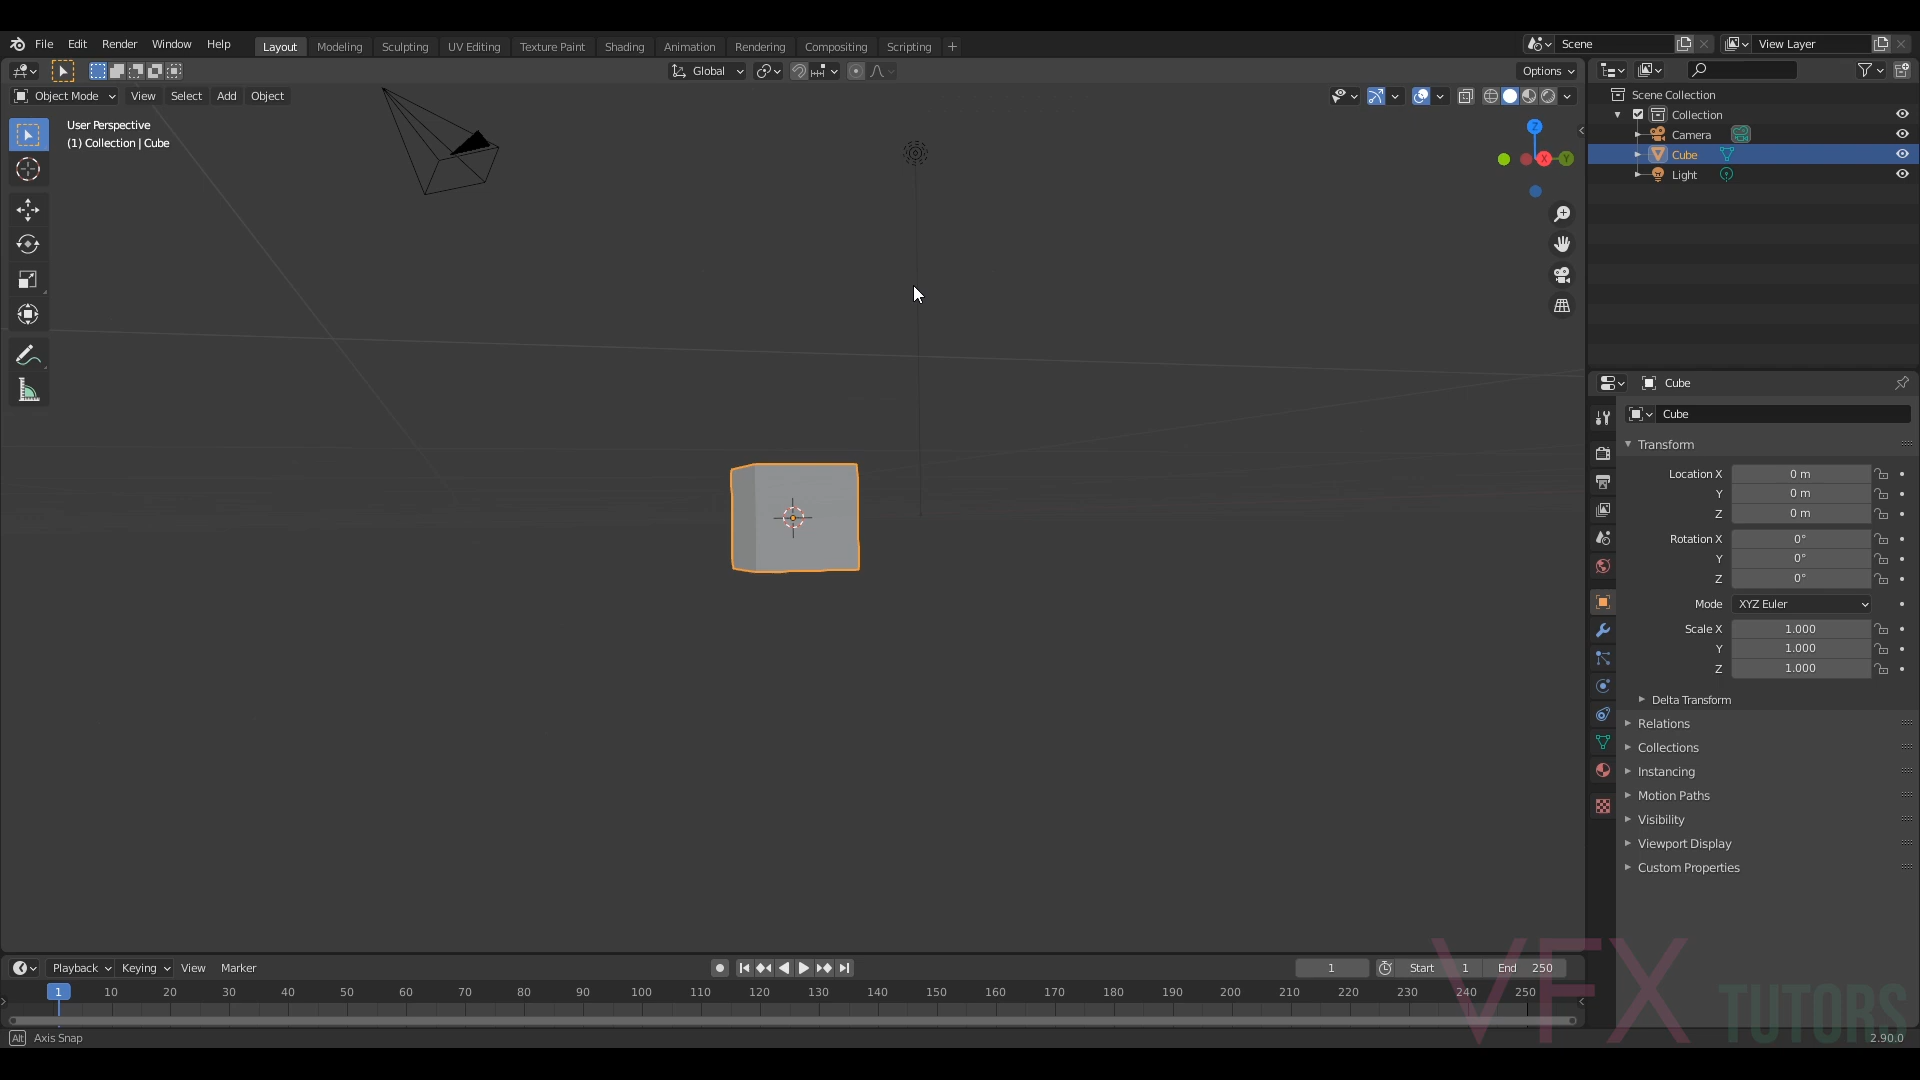 File Edit Render Window Help Layout Modeling Sculpting UV Editing Texture Paint Shading Animation Rendering Compositing Scripting + Scene View Layer
Global Options
Object Mode View Select Add Object
User Perspective
(1) Collection | Cube
Z
X Y
Scene Collection
Collection
Camera
Cube
Light
Cube
Cube
Transform
Location X 0 m
Y 0 m
Z 0 m
Rotation X 0°
Y 0°
Z 0°
Mode XYZ Euler
Scale X 1.000
Y 1.000
Z 1.000
Delta Transform
Relations
Collections
Instancing
Motion Paths
Visibility
Viewport Display
Custom Properties
Playback Keying View Marker 1 Start 1 End 250
1 10 20 30 40 50 60 70 80 90 100 110 120 130 140 150 160 170 180 190 200 210 220 230 240 250
VFX TUTORS
Alt Axis Snap 2.90.0